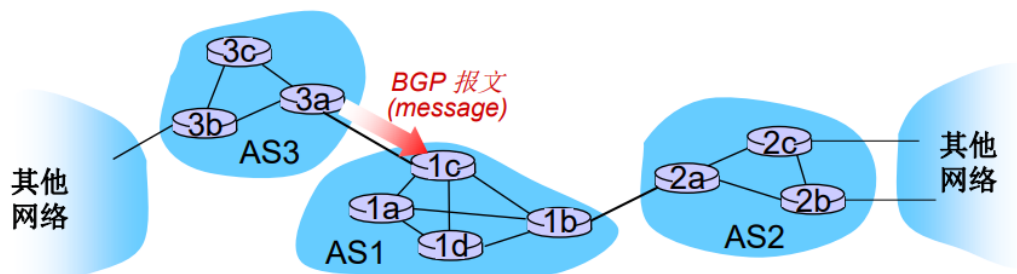 3c
BGP 报文
(message)
3a
3b
AS3
其他
网络
1c
1a
1b
1d
AS1
2c
2a
2b
AS2
其他
网络